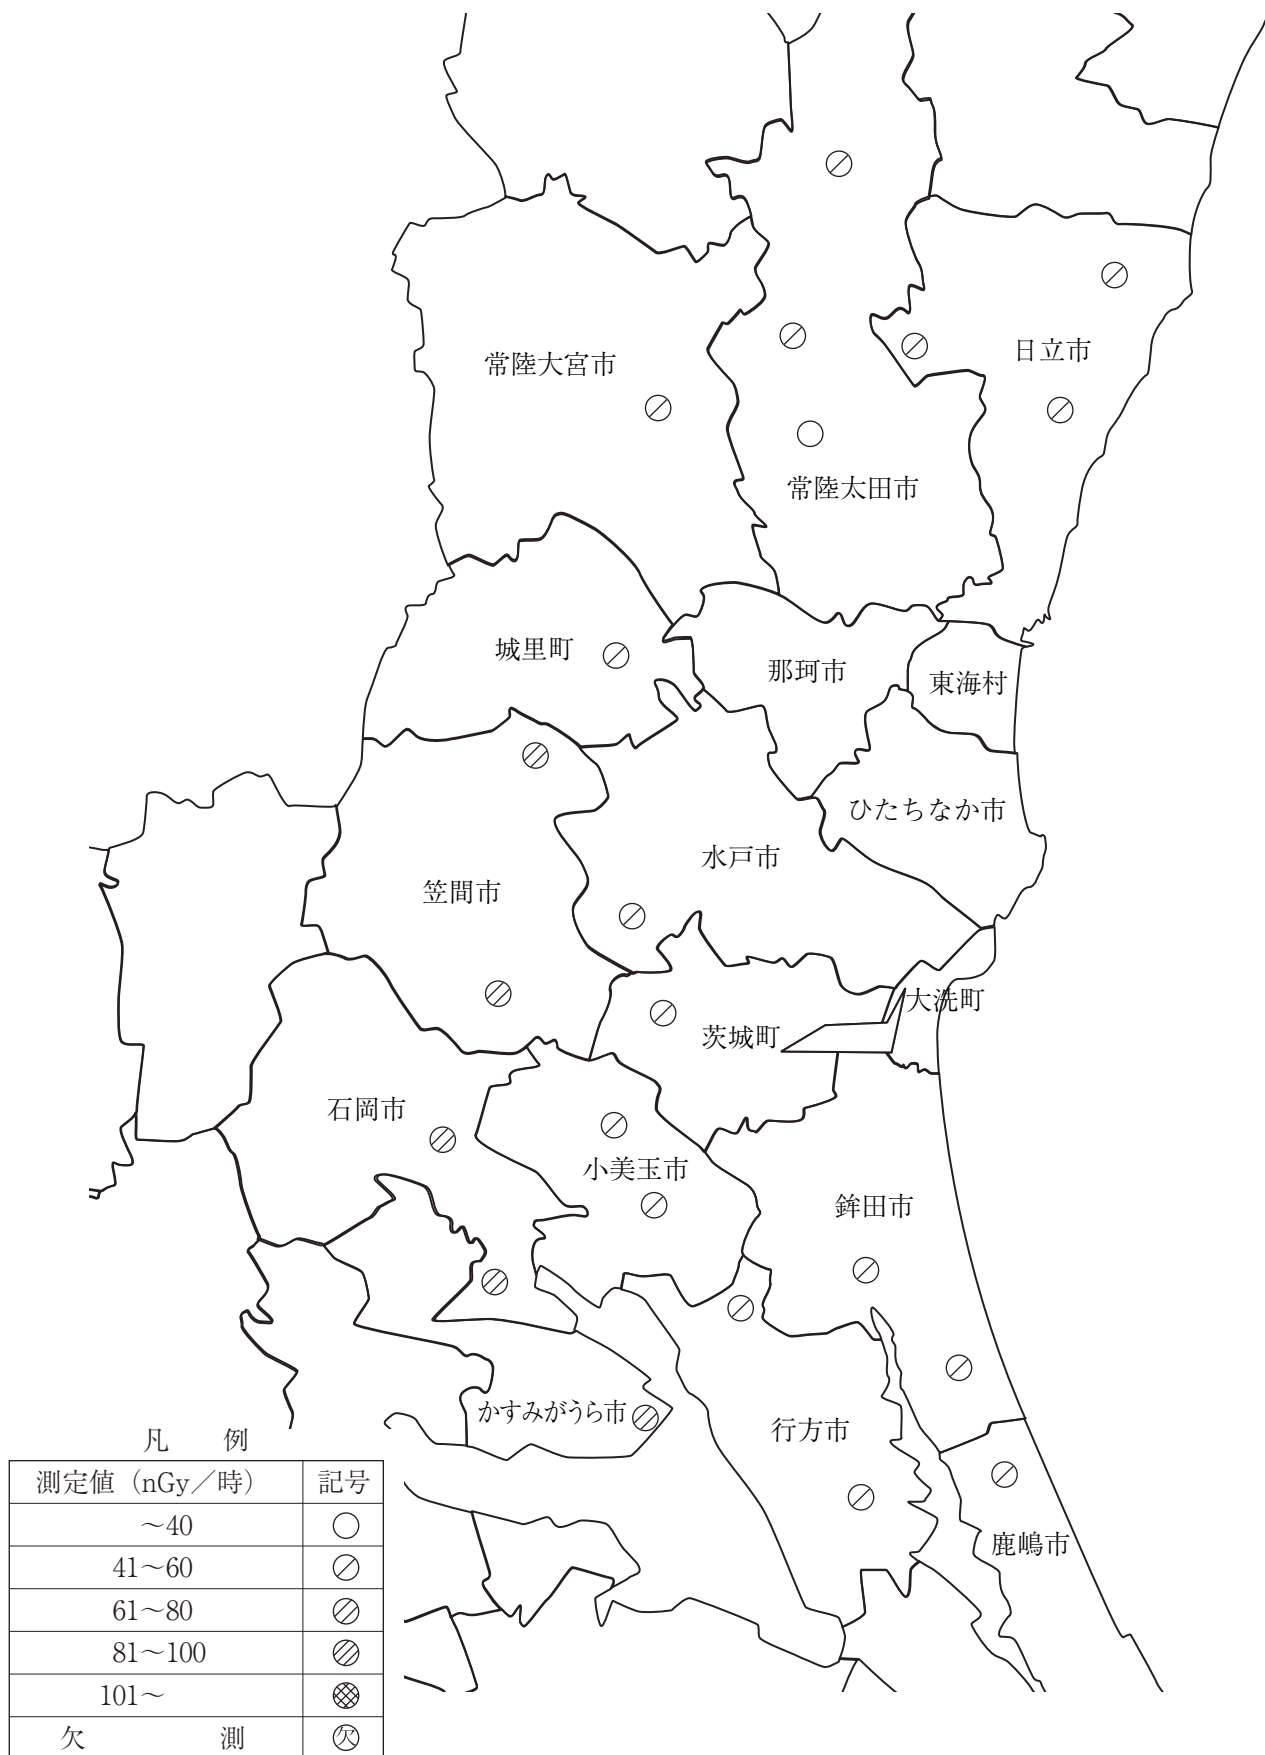 常陸大宮市
日立市
常陸太田市
城里町
那珂市
東海村
ひたちなか市
水戸市
笠間市
大洗町
茨城町
石岡市
小美玉市
鉾田市
かすみがうら市
行方市
鹿嶋市
凡 例
測定値（nGy／時） 記号
～40
41～60
61～80
81～100
101～
欠 測 欠